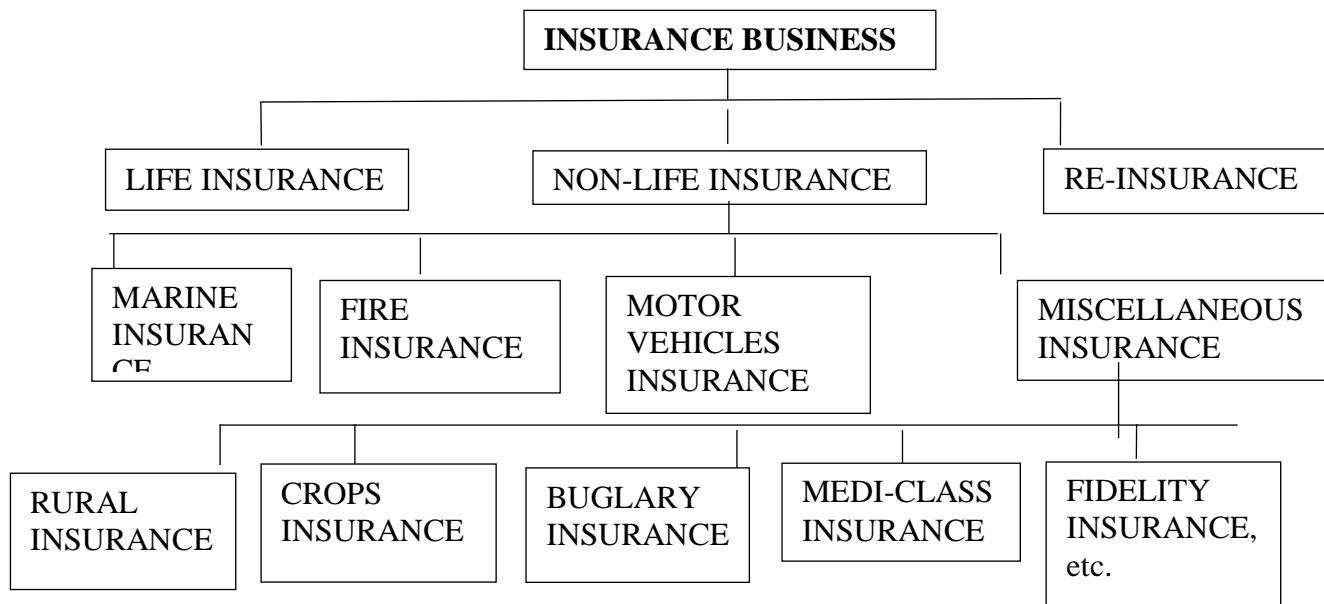 INSURANCE BUSINESS
LIFE INSURANCE
NON-LIFE INSURANCE
RE-INSURANCE
MARINE
INSURAN
CE
FIRE
INSURANCE
MOTOR
VEHICLES
INSURANCE
MISCELLANEOUS
INSURANCE
RURAL
INSURANCE
CROPS
INSURANCE
BUGLARY
INSURANCE
MEDI-CLASS
INSURANCE
FIDELITY
INSURANCE,
etc.